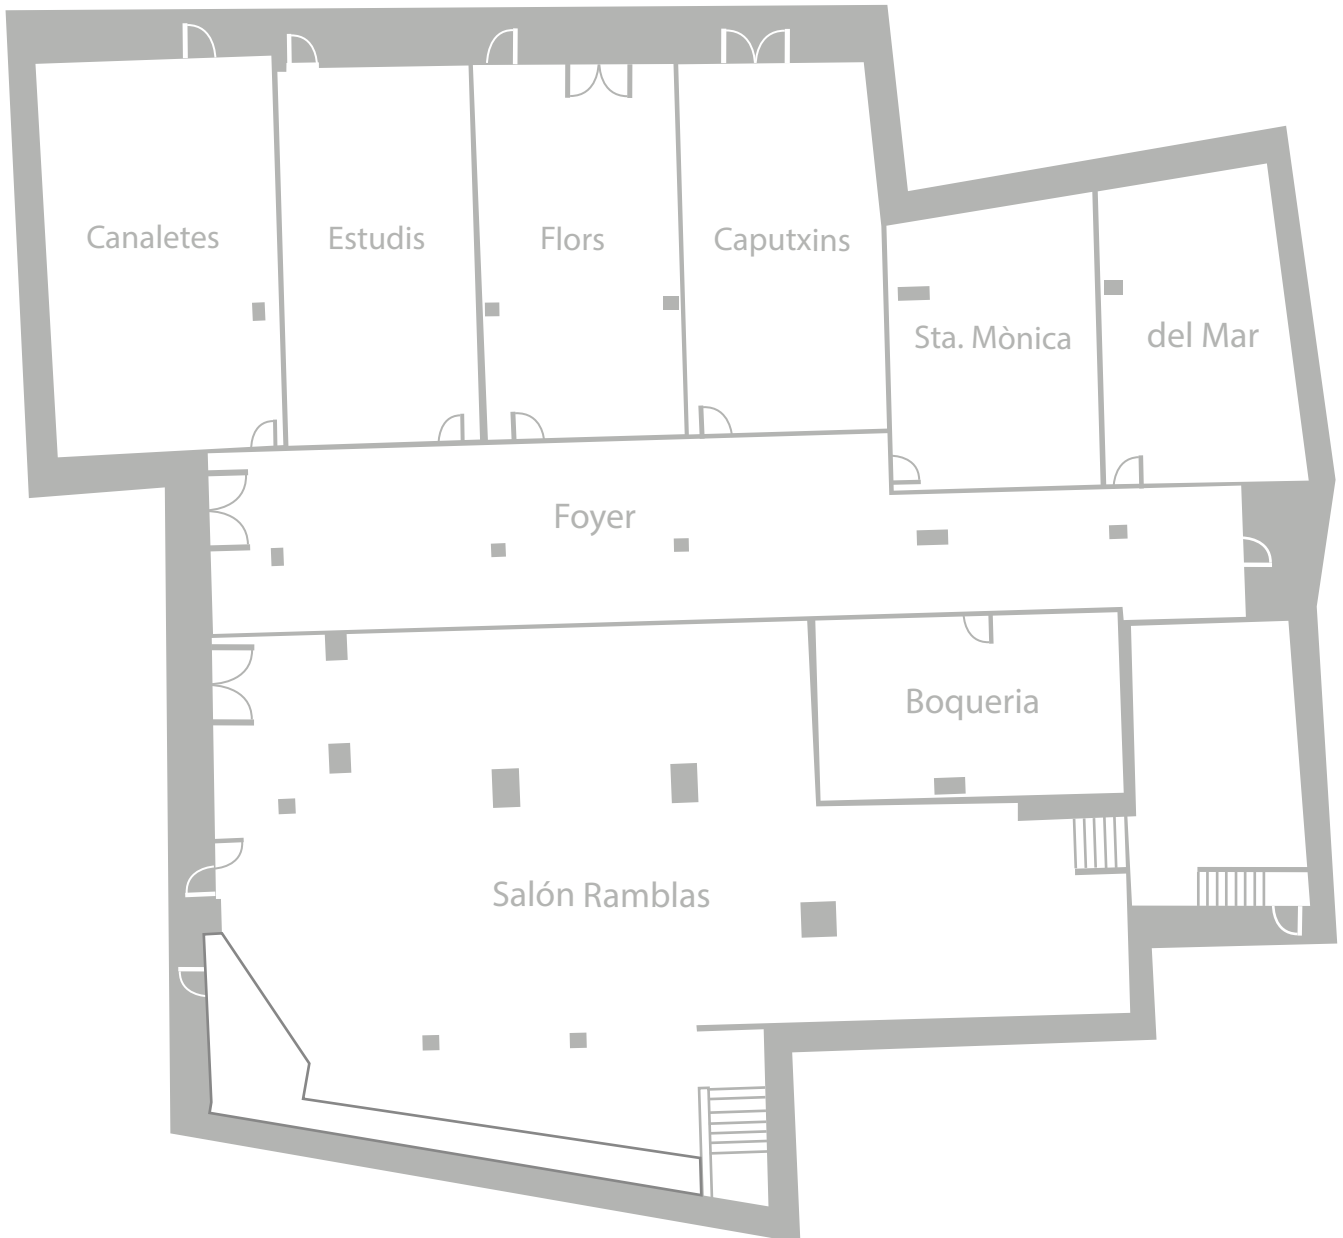 Canaletes
Estudis
Flors
Caputxins
Sta. Mònica
del Mar
Foyer
Boqueria
Salón Ramblas